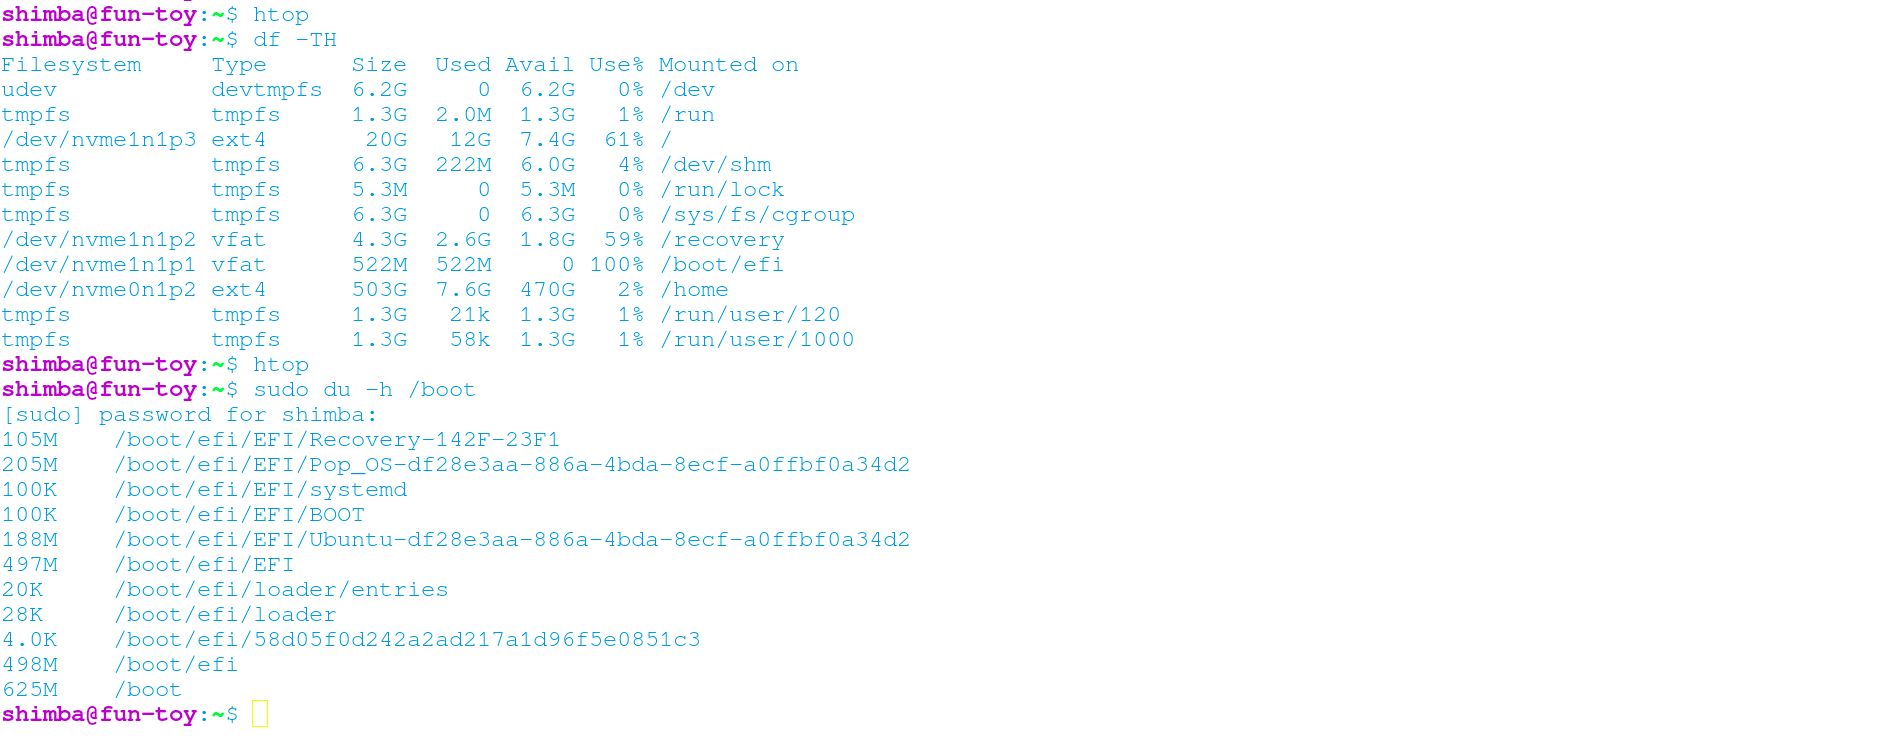 shimba@fun-toy:~$ htop
shimba@fun-toy:~$ df -TH
Filesystem     Type      Size  Used Avail Use% Mounted on
udev           devtmpfs  6.2G     0  6.2G   0% /dev
tmpfs          tmpfs     1.3G  2.0M  1.3G   1% /run
/dev/nvme1n1p3 ext4       20G   12G  7.4G  61% /
tmpfs          tmpfs     6.3G  222M  6.0G   4% /dev/shm
tmpfs          tmpfs     5.3M     0  5.3M   0% /run/lock
tmpfs          tmpfs     6.3G     0  6.3G   0% /sys/fs/cgroup
/dev/nvme1n1p2 vfat      4.3G  2.6G  1.8G  59% /recovery
/dev/nvme1n1p1 vfat      522M  522M     0 100% /boot/efi
/dev/nvme0n1p2 ext4      503G  7.6G  470G   2% /home
tmpfs          tmpfs     1.3G   21k  1.3G   1% /run/user/120
tmpfs          tmpfs     1.3G   58k  1.3G   1% /run/user/1000
shimba@fun-toy:~$ htop
shimba@fun-toy:~$ sudo du -h /boot
[sudo] password for shimba:
105M    /boot/efi/EFI/Recovery-142F-23F1
205M    /boot/efi/EFI/Pop_OS-df28e3aa-886a-4bda-8ecf-a0ffbf0a34d2
100K    /boot/efi/EFI/systemd
100K    /boot/efi/EFI/BOOT
188M    /boot/efi/EFI/Ubuntu-df28e3aa-886a-4bda-8ecf-a0ffbf0a34d2
497M    /boot/efi/EFI
20K     /boot/efi/loader/entries
28K     /boot/efi/loader
4.0K    /boot/efi/58d05f0d242a2ad217a1d96f5e0851c3
498M    /boot/efi
625M    /boot
shimba@fun-toy:~$